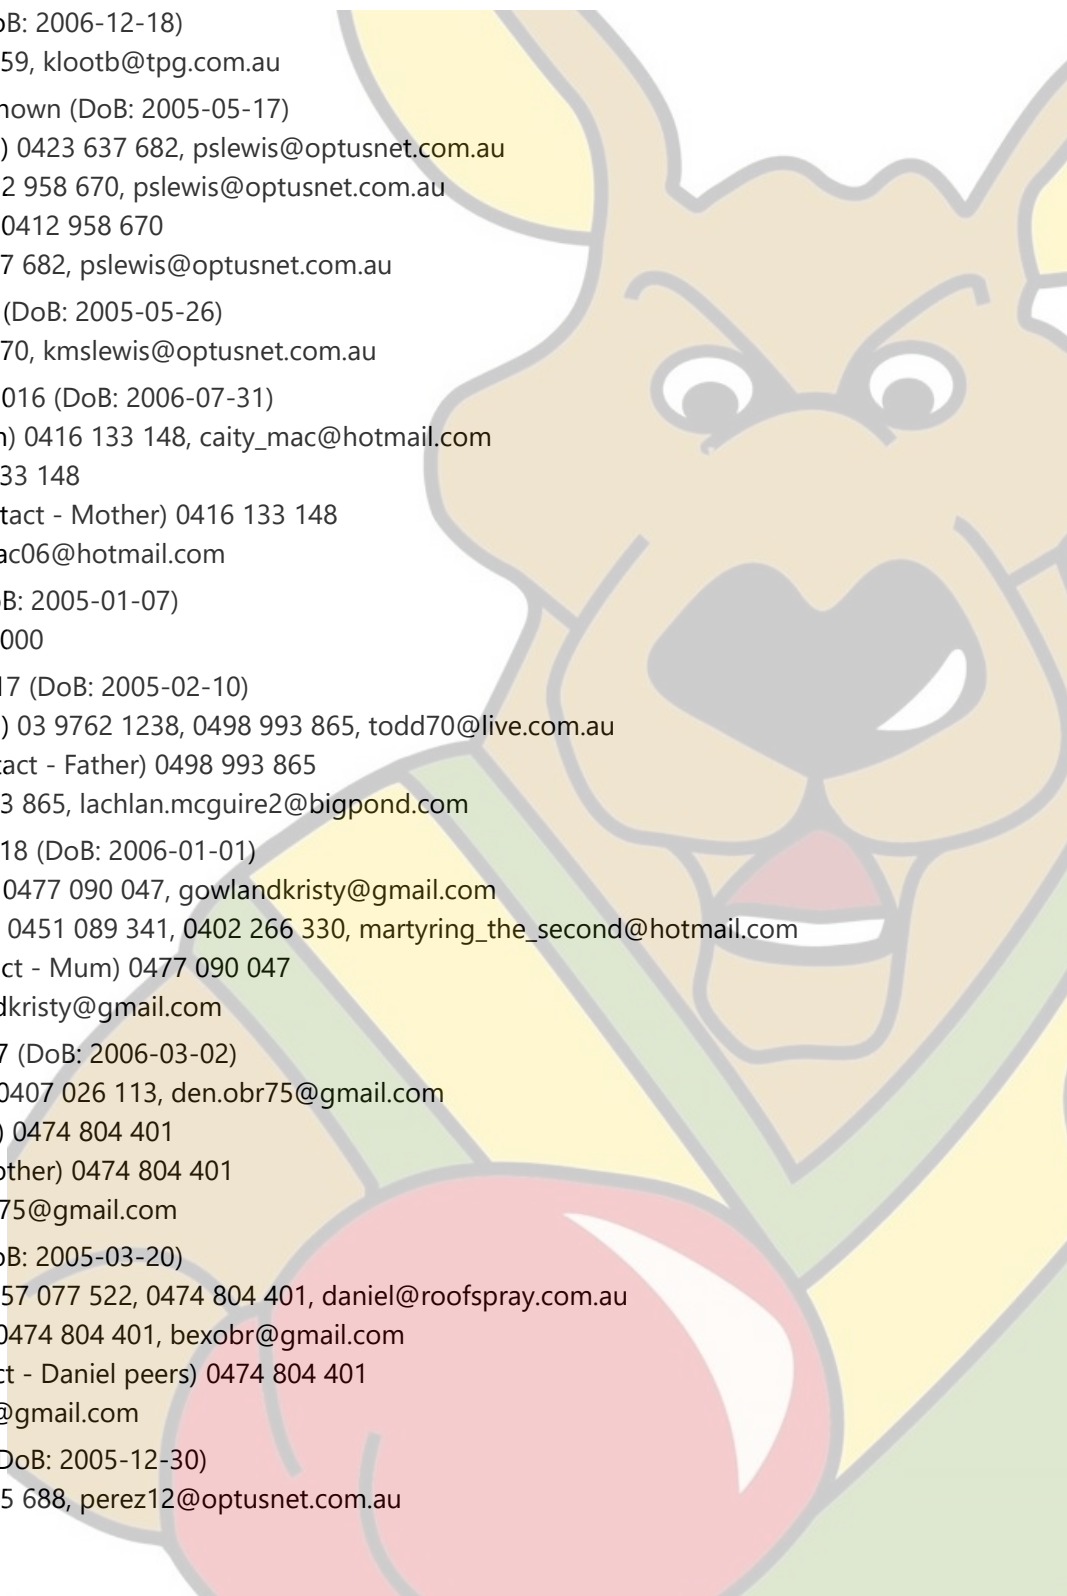 oB: 2006-12-18)
59, klootb@tpg.com.au
nown (DoB: 2005-05-17)
) 0423 637 682, pslewis@optusnet.com.au
2 958 670, pslewis@optusnet.com.au
0412 958 670
7 682, pslewis@optusnet.com.au
(DoB: 2005-05-26)
70, kmslewis@optusnet.com.au
016 (DoB: 2006-07-31)
n) 0416 133 148, caity_mac@hotmail.com
33 148
tact - Mother) 0416 133 148
ac06@hotmail.com
B: 2005-01-07)
000
17 (DoB: 2005-02-10)
) 03 9762 1238, 0498 993 865, todd70@live.com.au
tact - Father) 0498 993 865
3 865, lachlan.mcguire2@bigpond.com
18 (DoB: 2006-01-01)
0477 090 047, gowlandkristy@gmail.com
0451 089 341, 0402 266 330, martyring_the_second@hotmail.com
ct - Mum) 0477 090 047
dkristy@gmail.com
7 (DoB: 2006-03-02)
0407 026 113, den.obr75@gmail.com
) 0474 804 401
other) 0474 804 401
75@gmail.com
oB: 2005-03-20)
57 077 522, 0474 804 401, daniel@roofspray.com.au
0474 804 401, bexobr@gmail.com
ct - Daniel peers) 0474 804 401
@gmail.com
DoB: 2005-12-30)
5 688, perez12@optusnet.com.au